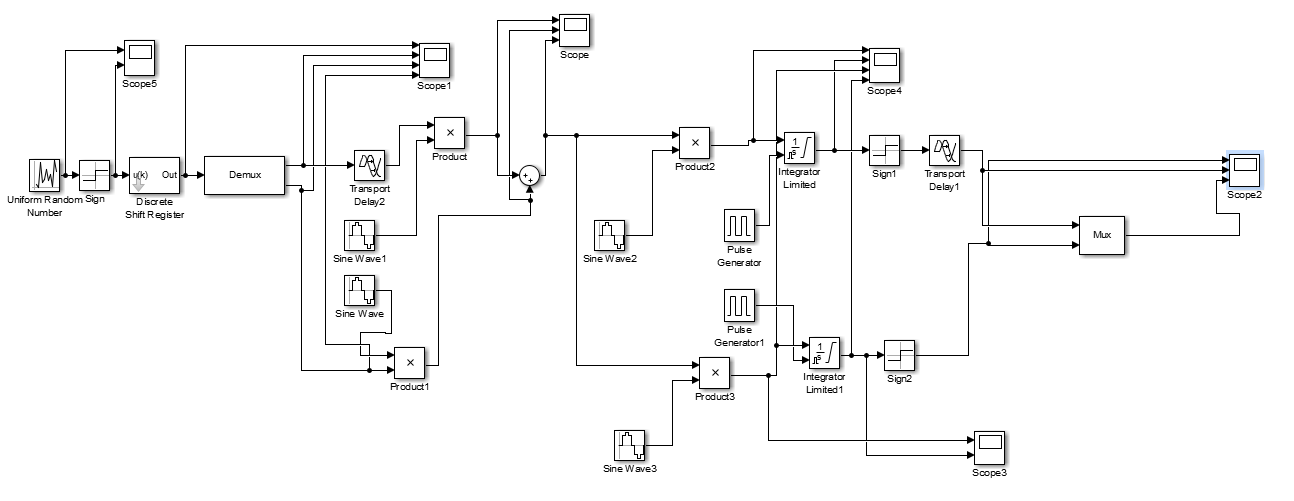 Scope
Scope5
Scope1
Scope4
×
Product
×
Product2
1
s
Integrator
Limited
Sign1
Transport
Delay1
Scope2
Uniform Random
Number
Sign
u(k) Out
Discrete
Shift Register
Demux
Transport
Delay2
+
+
Sine Wave1
Sine Wave2
Pulse
Generator
Mux
Sine Wave
Pulse
Generator1
×
Product1
×
Product3
1
s
Integrator
Limited1
Sign2
Sine Wave3
Scope3